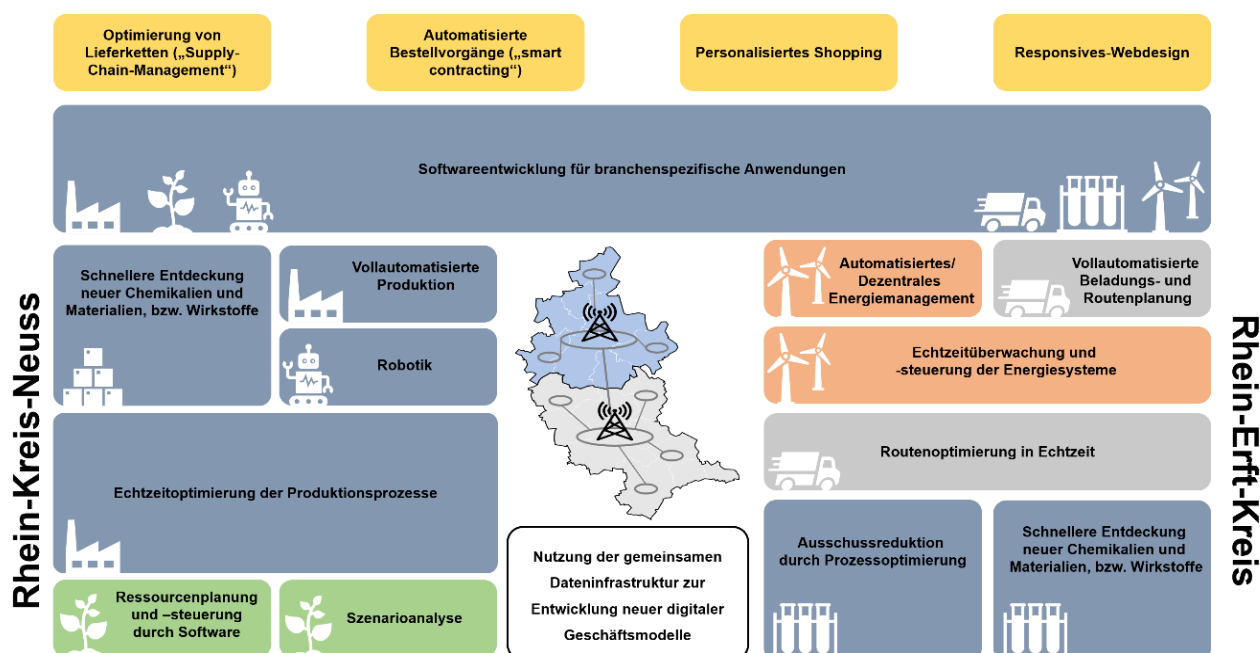 Optimierung von
Lieferketten („Supply-
Chain-Management“)
Automatisierte
Bestellvorgänge („smart
contracting“)
Personalisiertes Shopping
Responsives-Webdesign
Softwareentwicklung für branchenspezifische Anwendungen
Rhein-Kreis-Neuss
Schnellere Entdeckung
neuer Chemikalien und
Materialien, bzw. Wirkstoffe
Vollautomatisierte
Produktion
Robotik
Echtzeitoptimierung der Produktionsprozesse
Ressourcenplanung
und –steuerung
durch Software
Szenarioanalyse
Nutzung der gemeinsamen
Dateninfrastruktur zur
Entwicklung neuer digitaler
Geschäftsmodelle
Automatisiertes/
Dezentrales
Energiemanagement
Vollautomatisierte
Beladungs- und
Routenplanung
Echtzeitüberwachung und
-steuerung der Energiesysteme
Routenoptimierung in Echtzeit
Ausschussreduktion
durch Prozessoptimierung
Schnellere Entdeckung
neuer Chemikalien und
Materialien, bzw. Wirkstoffe
Rhein-Erft-Kreis